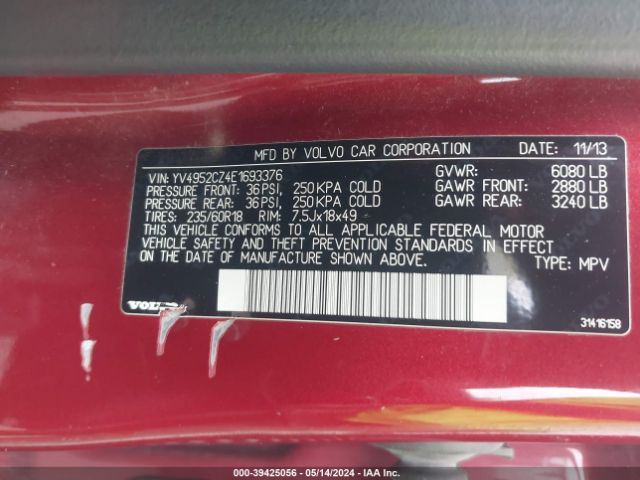 MFD BY VOLVO CAR CORPORATION DATE: 11/13
VIN: YV4952CZ4E1693376 GVWR: 6080 LB
PRESSURE FRONT: 36 PSI, 250 KPA COLD GAWR FRONT: 2880 LB
PRESSURE REAR: 36 PSI, 250 KPA COLD GAWR REAR: 3240 LB
TIRES: 235/60R18 RIM: 7.5Jx18x49
THIS VEHICLE CONFORMS TO ALL APPLICABLE FEDERAL MOTOR
VEHICLE SAFETY AND THEFT PREVENTION STANDARDS IN EFFECT
ON THE DATE OF MANUFACTURE SHOWN ABOVE. TYPE: MPV
VOLVO 31416158
000-39425056 - 05/14/2024 - IAA Inc.